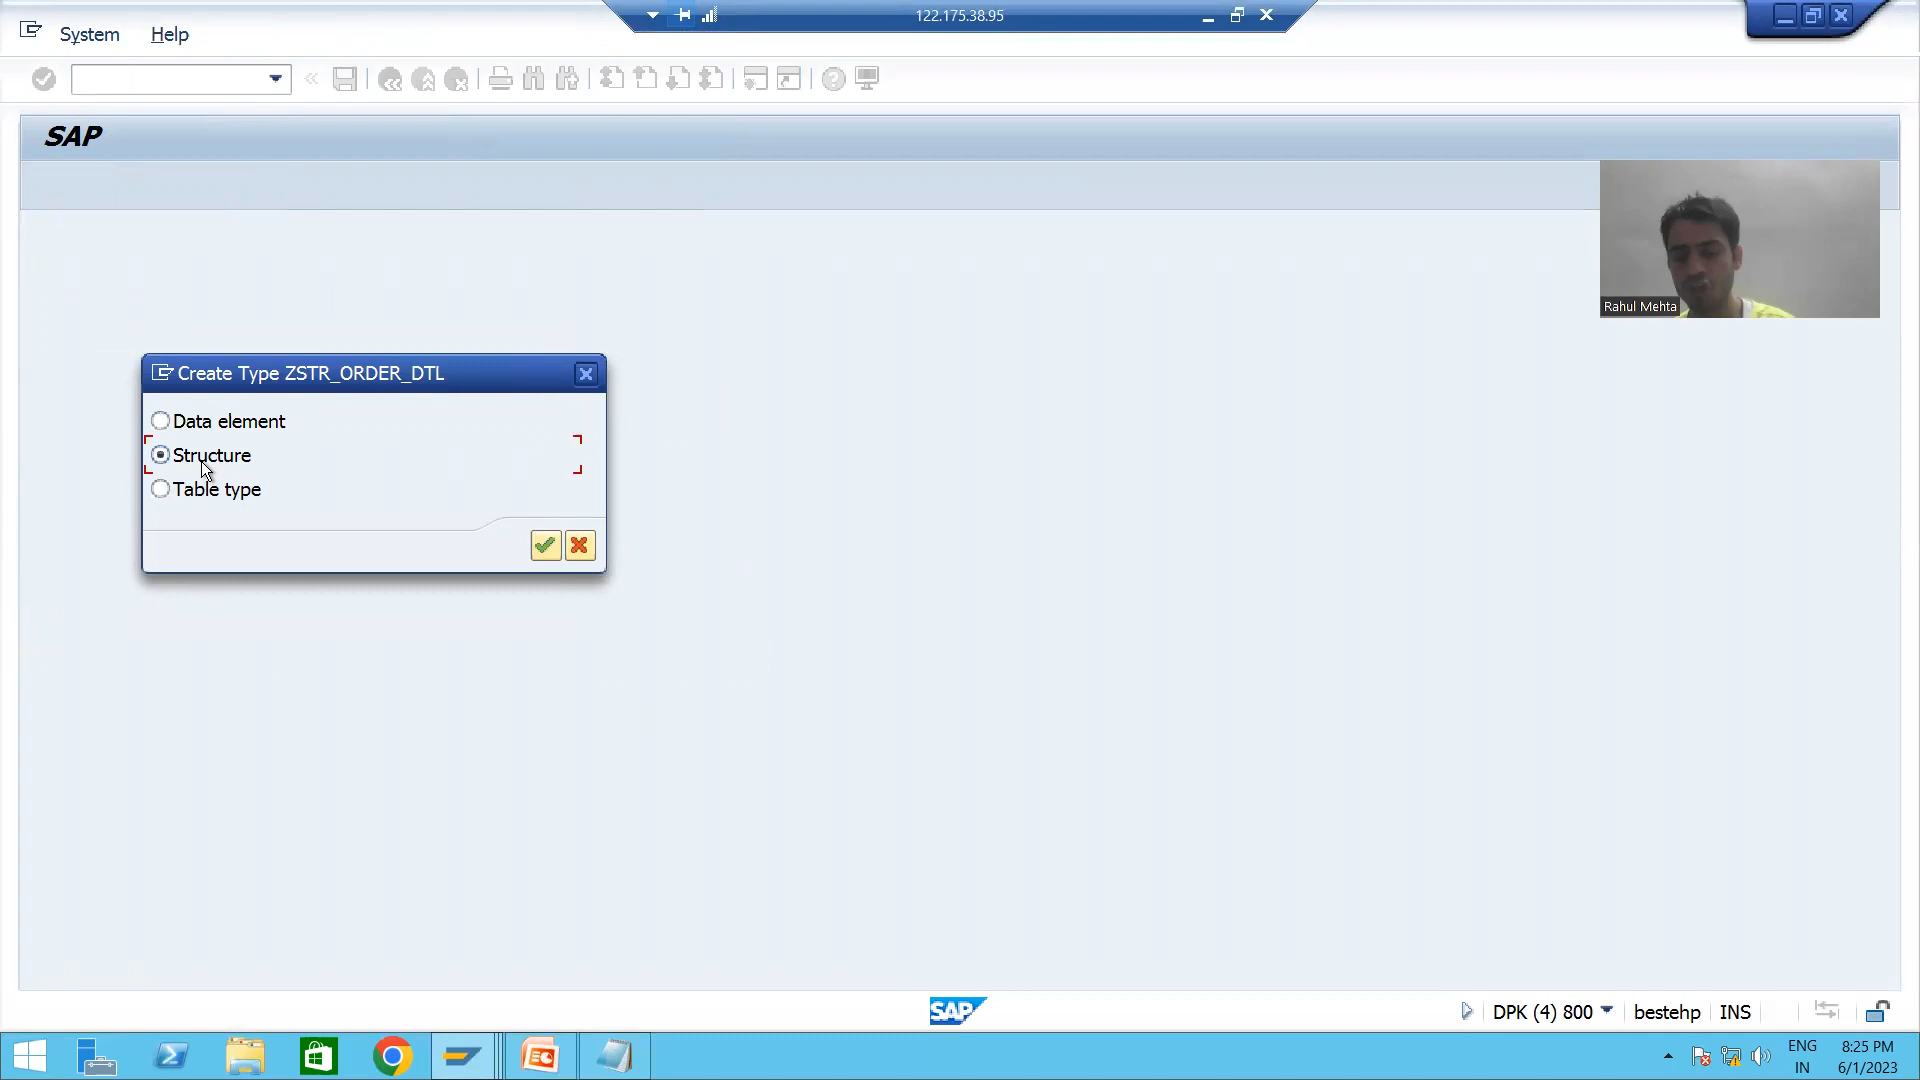 122.175.38.95
System Help
SAP
Rahul Mehta
Create Type ZSTR_ORDER_DTL
Data element
Structure
Table type
SAP
DPK (4) 800 bestehp INS
ENG 8:25 PM
IN 6/1/2023